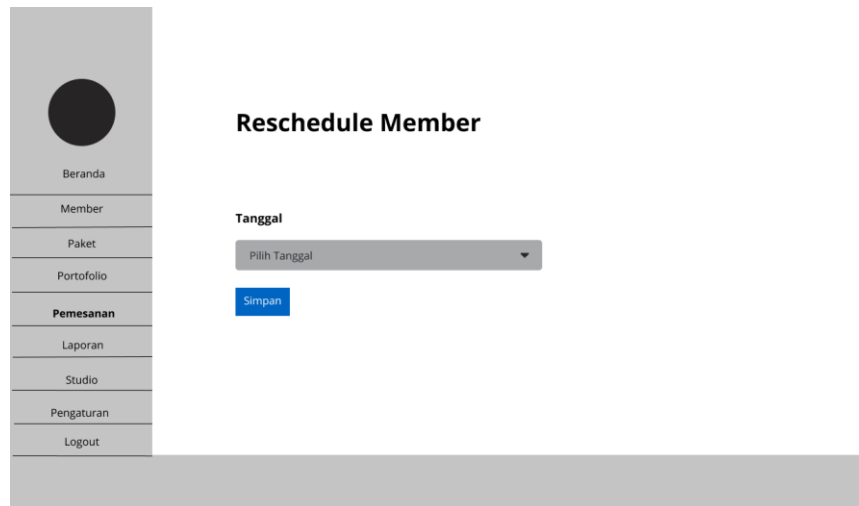 Reschedule Member
Beranda
Member
Paket
Portofolio
Pemesanan
Laporan
Studio
Pengaturan
Logout
Tanggal
Pilih Tanggal
Simpan